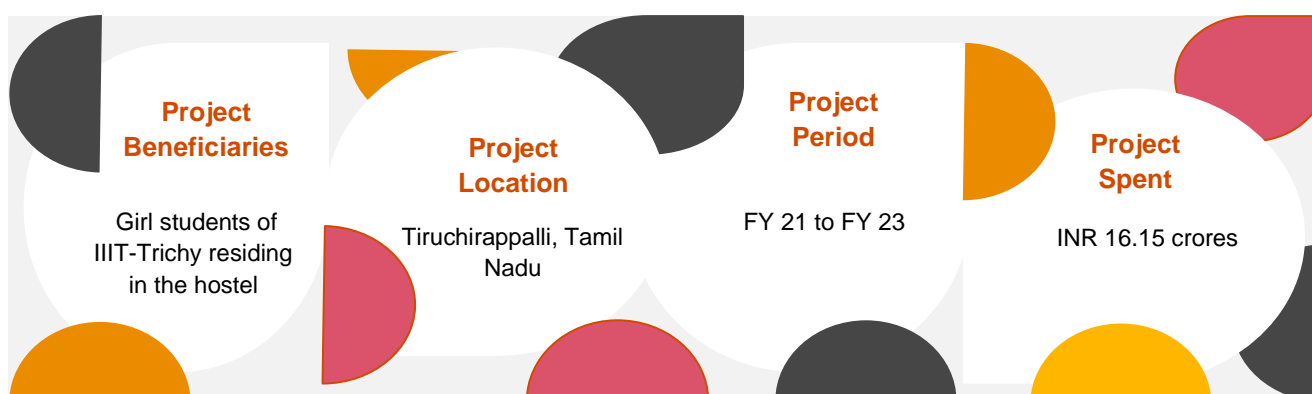 Project
Beneficiaries
Girl students of
IIIT-Trichy residing
in the hostel
Project
Location
Tiruchirappalli, Tamil
Nadu
Project
Period
FY 21 to FY 23
Project
Spent
INR 16.15 crores